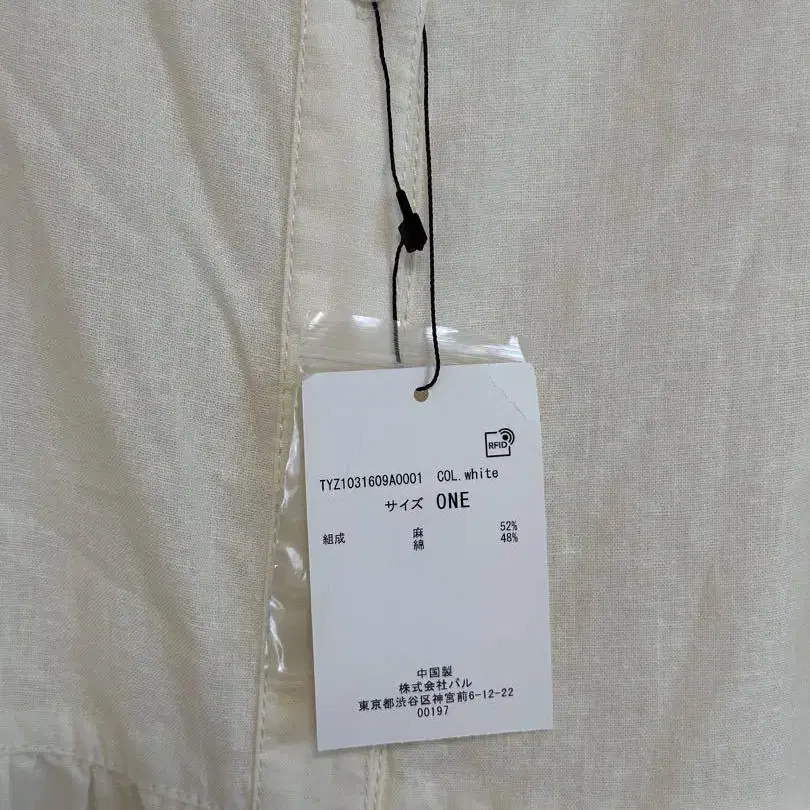 RFID
TYZ1031609A0001 COL.white
サイズ ONE
組成 麻 52%
綿 48%
中国製
株式会社パル
東京都渋谷区神宮前6-12-22
00197